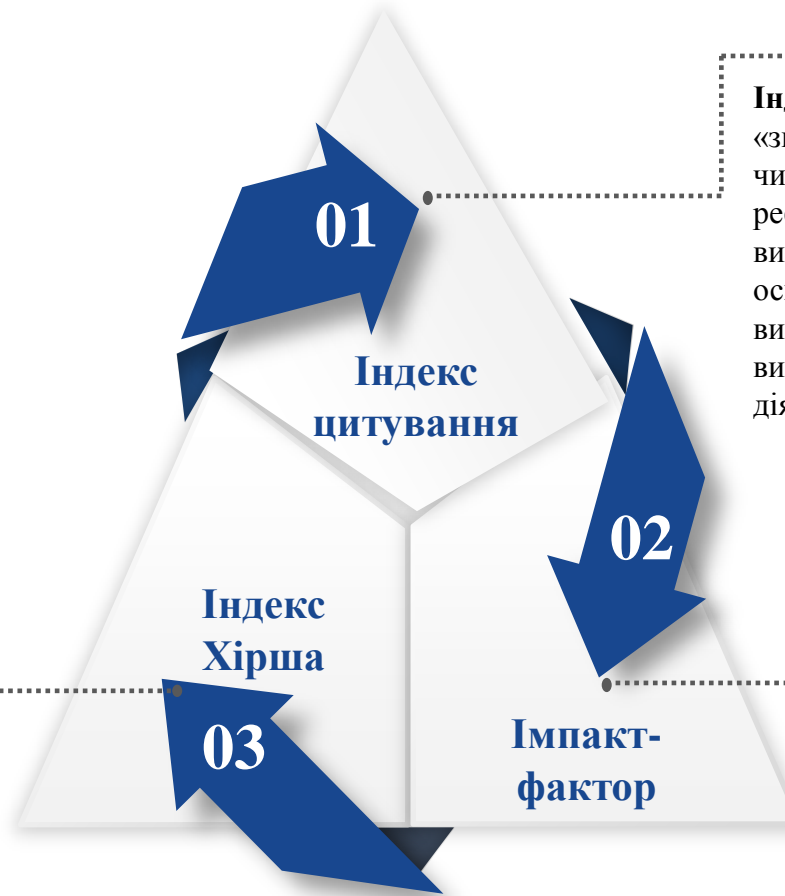 01
Індекс
цитування
02
Індекс
Хірша
03
Імпакт-
фактор